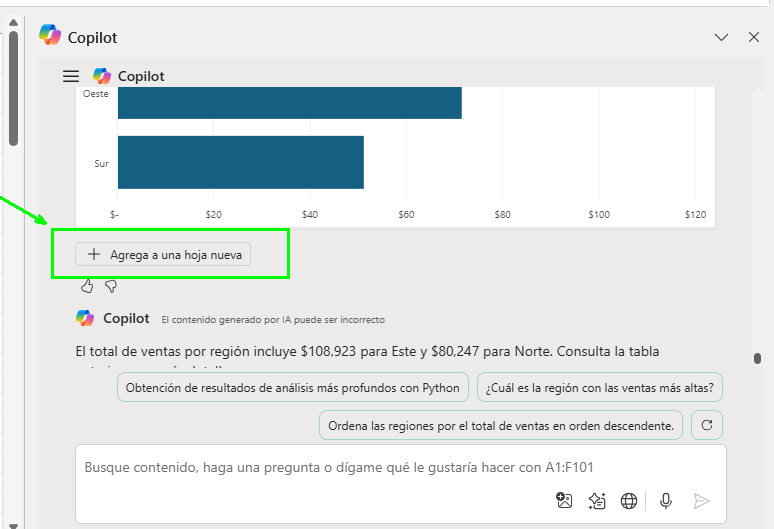 Copilot
Copilot
Oeste
Sur
$- $20 $40 $60 $80 $100 $120
Agrega a una hoja nueva
Copilot El contenido generado por IA puede ser incorrecto
El total de ventas por región incluye $108,923 para Este y $80,247 para Norte. Consulta la tabla
Obtención de resultados de análisis más profundos con Python ¿Cuál es la región con las ventas más altas?
Ordena las regiones por el total de ventas en orden descendente.
Busque contenido, haga una pregunta o dígame qué le gustaría hacer con A1:F101